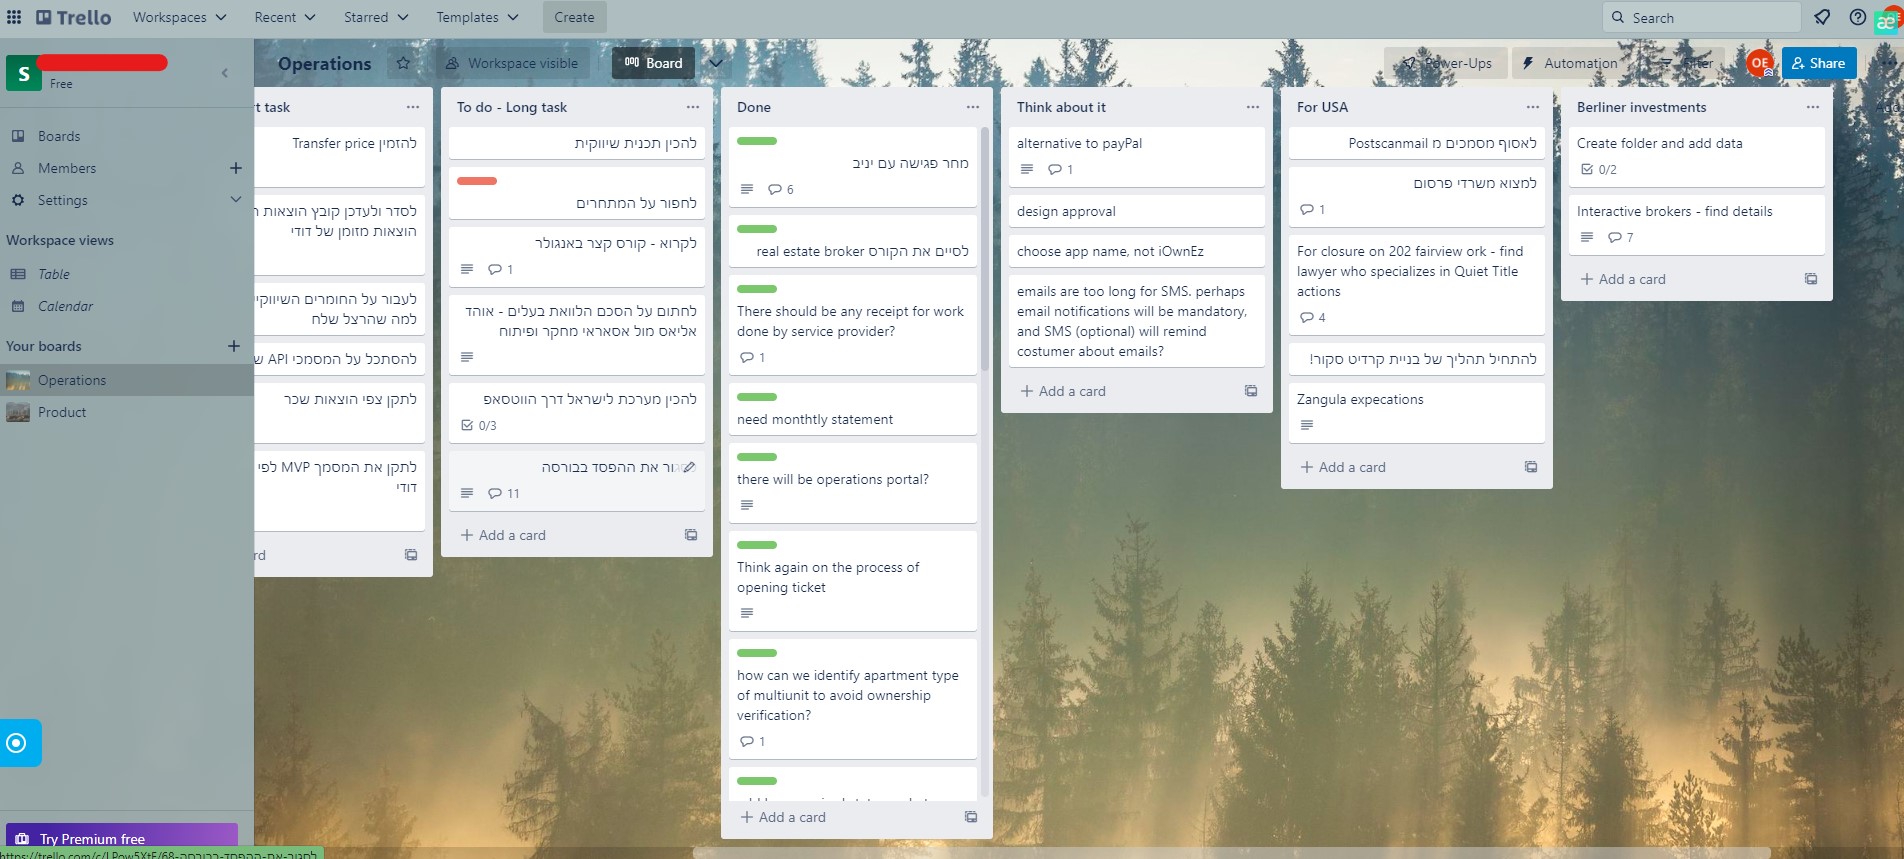 Trello
Workspaces
Recent
Starred
Templates
Create
Search
S
Free
Boards
Members
Settings
Workspace views
Table
Calendar
Your boards
Operations
Product
Try Premium free
Operations
Workspace visible
Board
Power-Ups
Automation
Filter
OE
Share
task
להזמין Transfer price
לסדר ולעדכן קובץ הוצאות
הוצאות מזומן של דודי
לעבור על החומרים השיווקיי
למה שהרצל שלח
להסתכל על המסמכי API
לתקן צפי הוצאות שכר
לתקן את המסמך MVP לפי
דודי
To do - Long task
להכין תכנית שיווקית
לחפור על המתחרים
לקרוא - קורס קצר באנגולר
1
לחתום על הסכם הלוואת בעלים - אוהד
אליאס מול אסאראי מחקר ופיתוח
להכין מערכת לישראל דרך הווטסאפ
0/3
את ההפסד בבורסה
11
Add a card
Done
מחר פגישה עם יניב
6
לסיים את הקורס real estate broker
There should be any receipt for work
done by service provider?
1
need monthtly statement
there will be operations portal?
Think again on the process of
opening ticket
how can we identify apartment type
of multiunit to avoid ownership
verification?
1
Add a card
Think about it
alternative to payPal
1
design approval
choose app name, not iOwnEz
emails are too long for SMS. perhaps
email notifications will be mandatory,
and SMS (optional) will remind
costumer about emails?
Add a card
For USA
לאסוף מסמכים מ Postscanmail
למצוא משרדי פרסום
1
For closure on 202 fairview ork - find
lawyer who specializes in Quiet Title
actions
4
להתחיל תהליך של בניית קרדיט סקור!
Zangula expecations
Add a card
Berliner investments
Create folder and add data
0/2
Interactive brokers - find details
7
Add a card